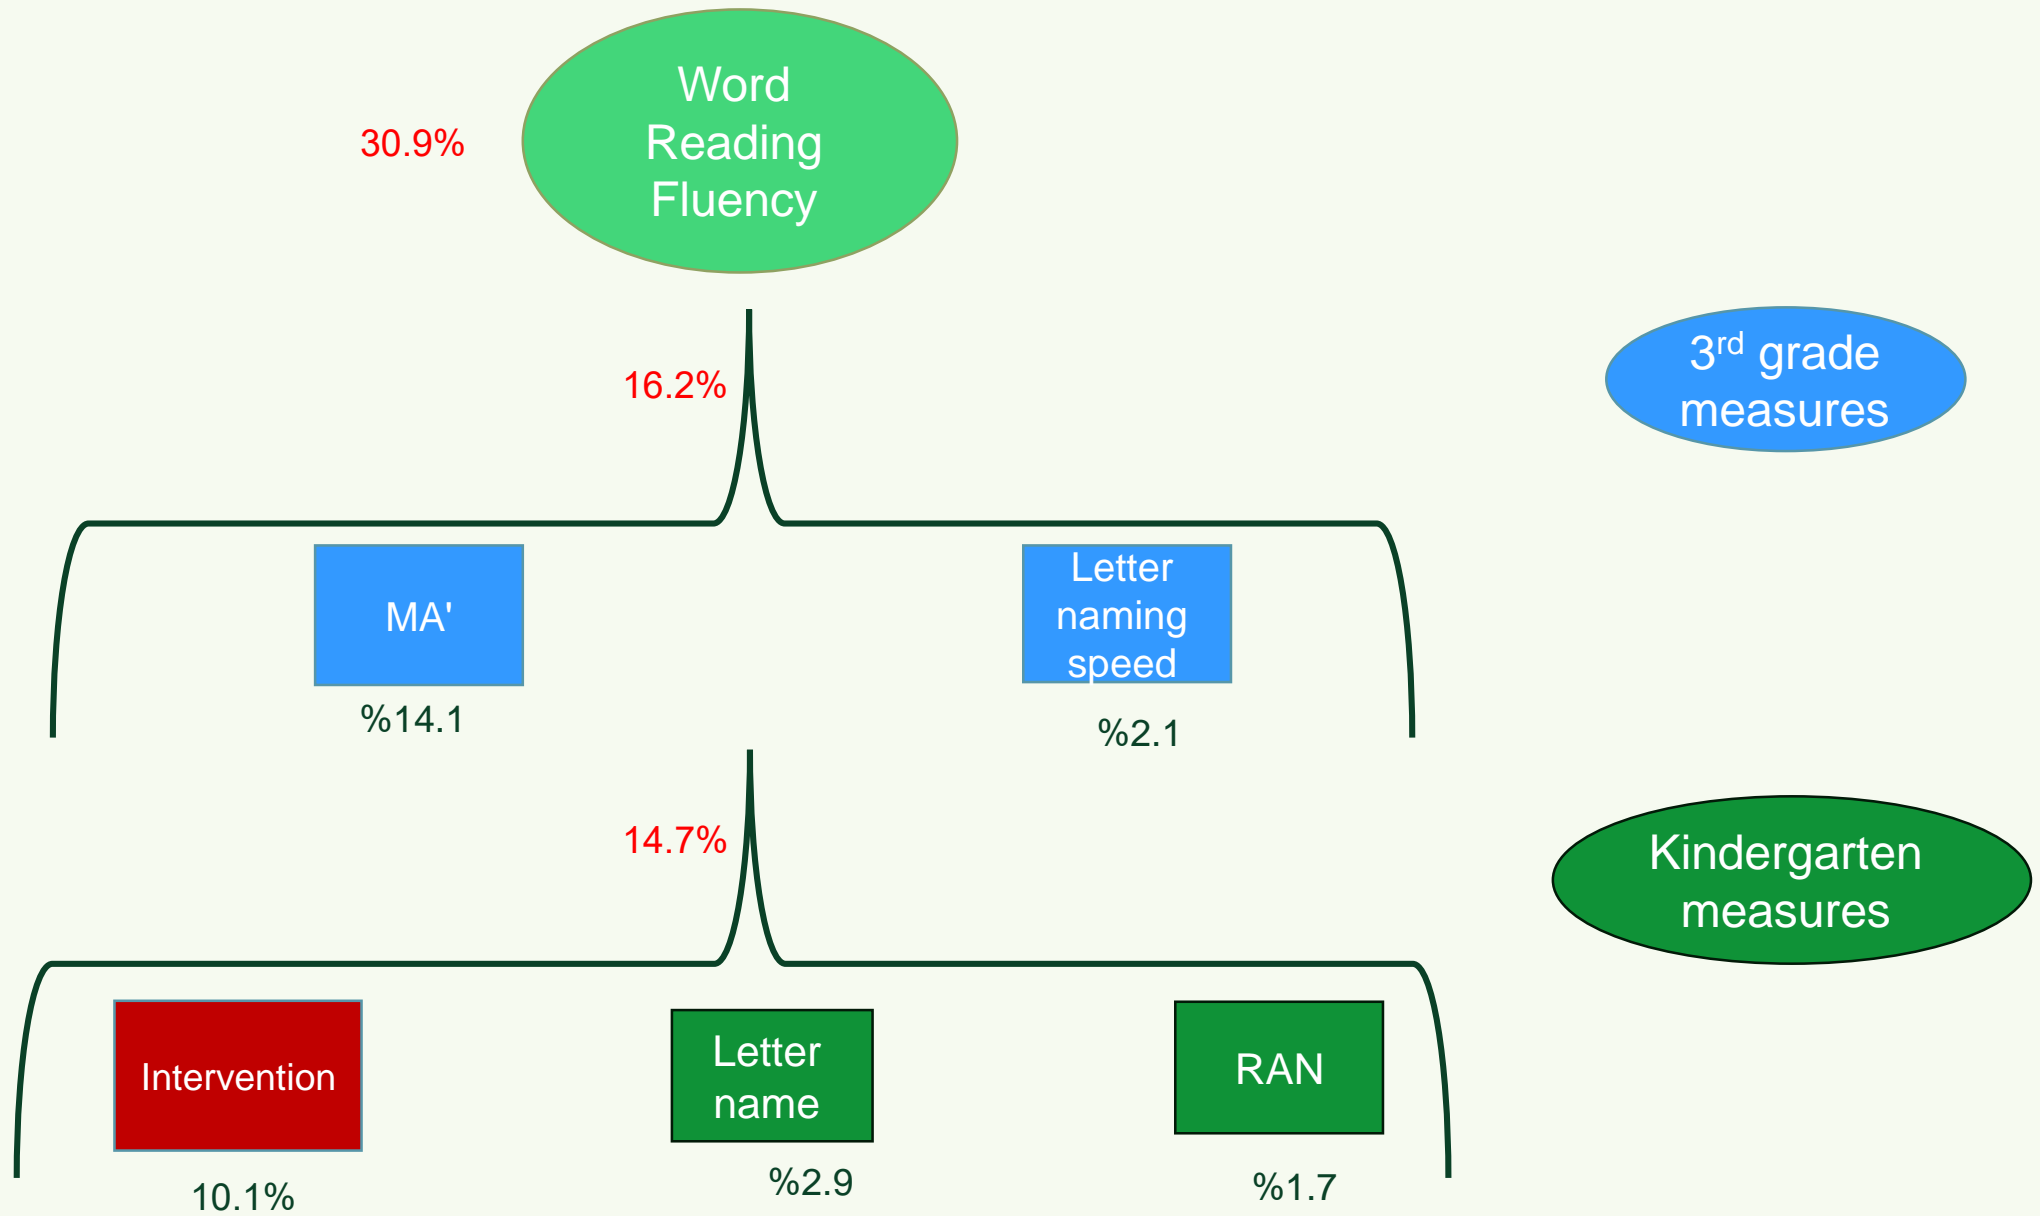 Word
Reading
Fluency
30.9%
16.2%
3rd grade
measures
MA'
Letter
naming
speed
%14.1
%2.1
14.7%
Kindergarten
measures
Intervention
Letter
name
RAN
10.1%
%2.9
%1.7